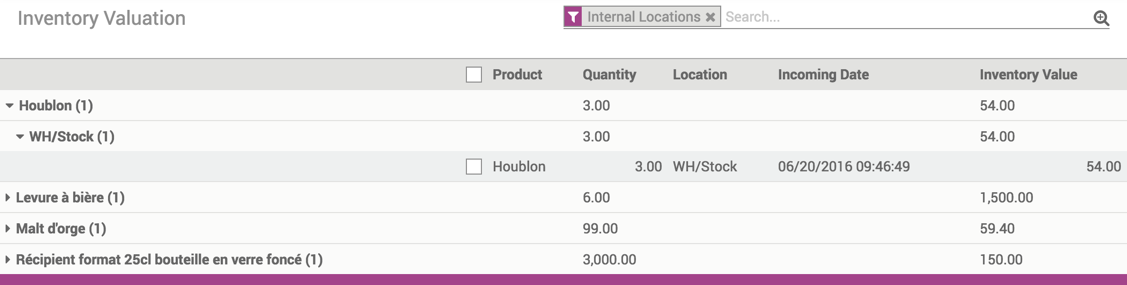 Inventory Valuation
Internal Locations ✖ Search...
Product Quantity Location Incoming Date Inventory Value
Houblon (1) 3.00 54.00
WH/Stock (1) 3.00 54.00
Houblon 3.00 WH/Stock 06/20/2016 09:46:49 54.00
Levure à bière (1) 6.00 1,500.00
Malt d'orge (1) 99.00 59.40
Récipient format 25cl bouteille en verre foncé (1) 3,000.00 150.00